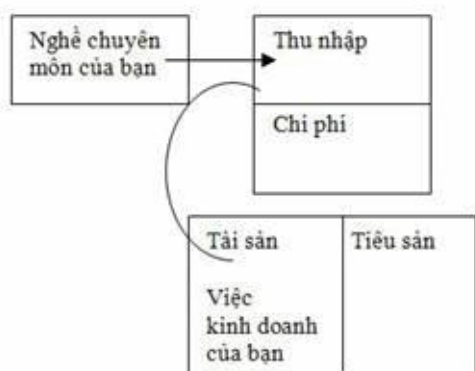 Nghề chuyên
môn của bạn
Thu nhập
Chi phí
Tài sản
Tiêu sản
Việc
kinh doanh
của bạn